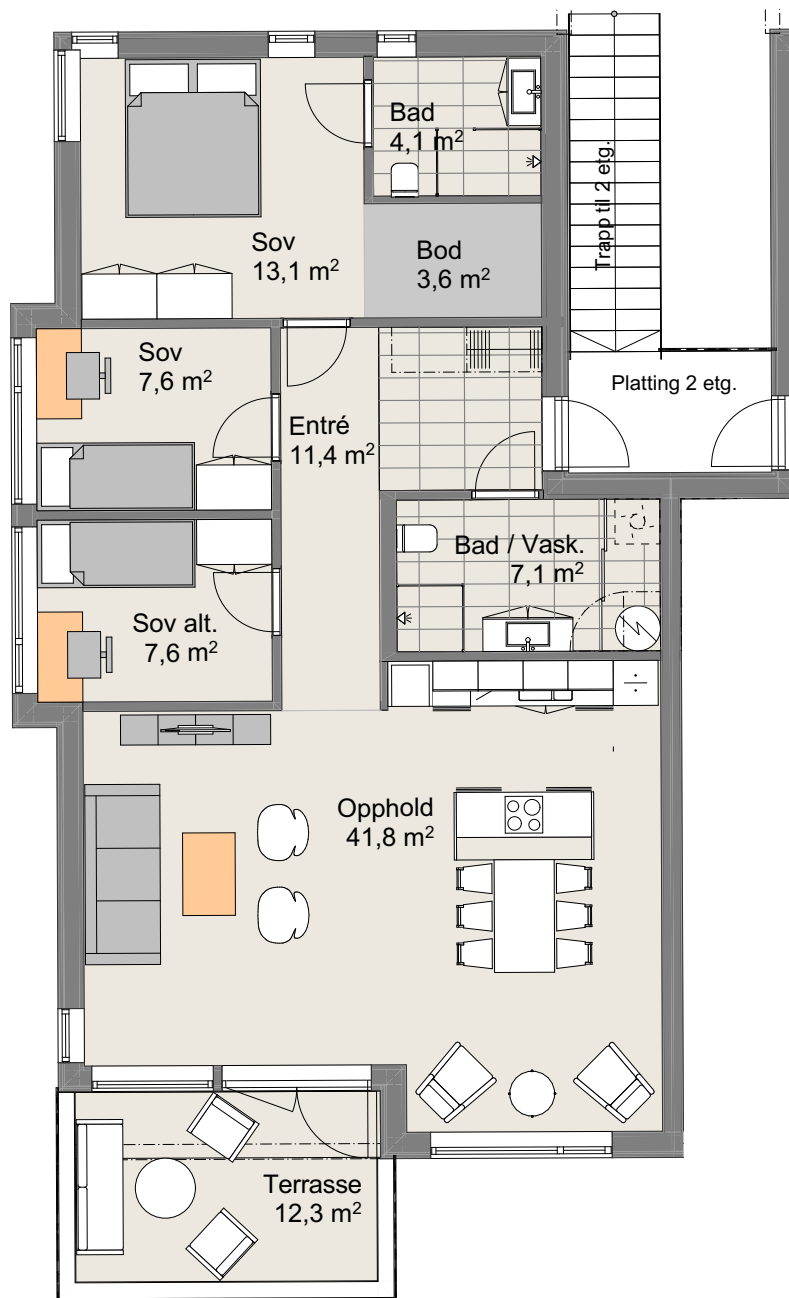 Bad
4,1 m²
Trapp til 2 etg.
Sov
13,1 m²
Bod
3,6 m²
Sov
7,6 m²
Platting 2 etg.
Entré
11,4 m²
Bad / Vask.
7,1 m²
Sov alt.
7,6 m²
Opphold
41,8 m²
Terrasse
12,3 m²